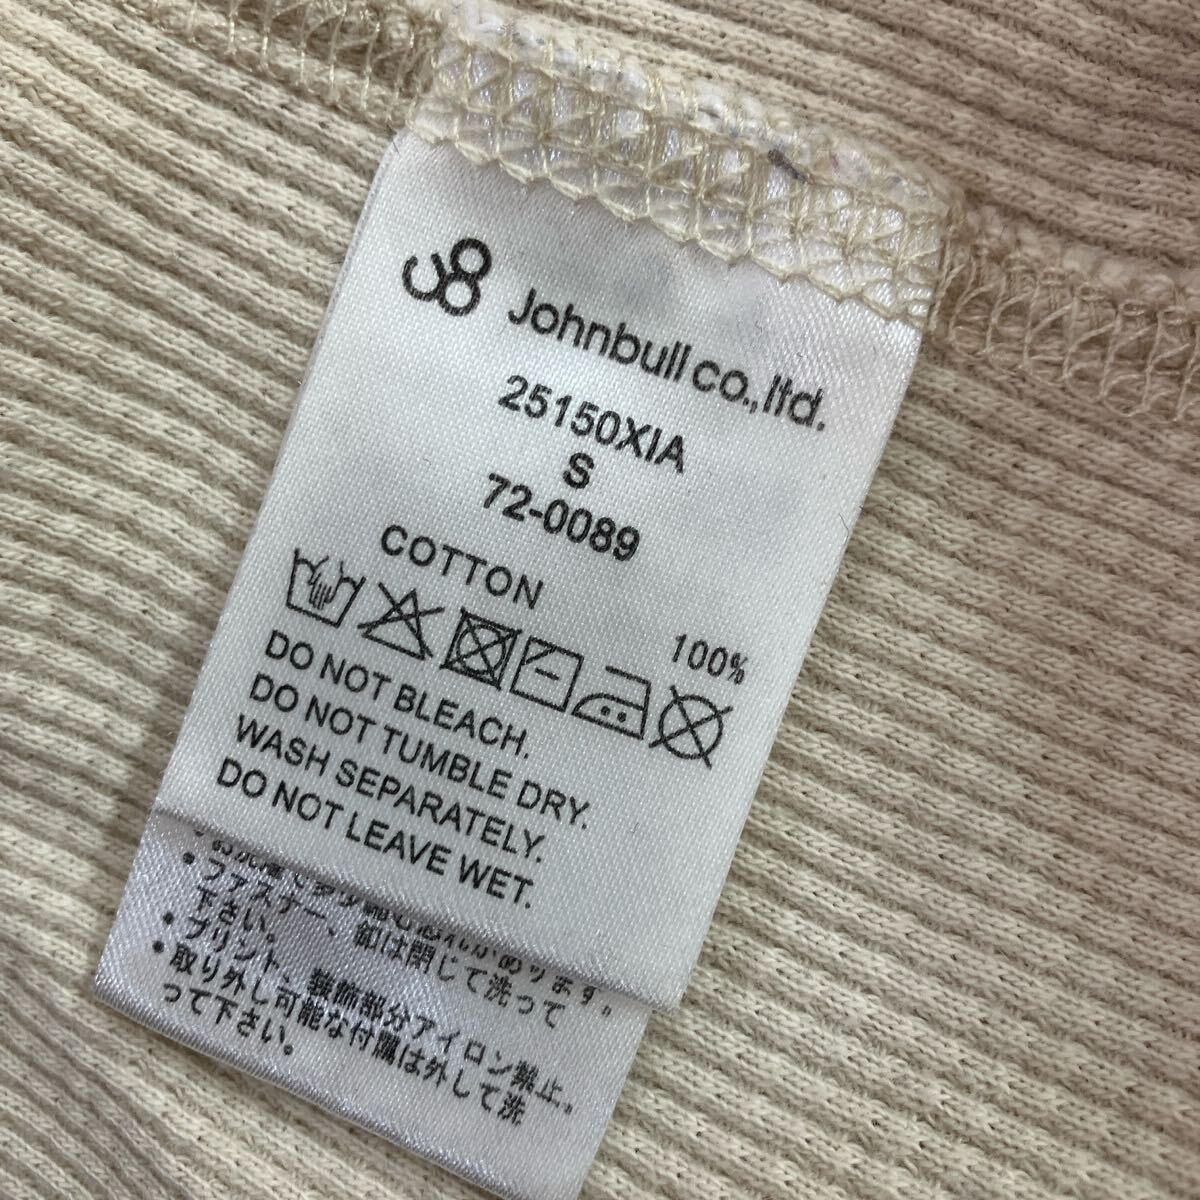 Johnbull co.,ltd.
25150XIA
S
72-0089
COTTON 100%
DO NOT BLEACH.
DO NOT TUMBLE DRY.
WASH SEPARATELY.
DO NOT LEAVE WET.
・ファスナー、釦は閉じて洗って
下さい。
・プリント、装飾部分アイロン禁止。
・取り外し可能な付属は外して洗
って下さい。